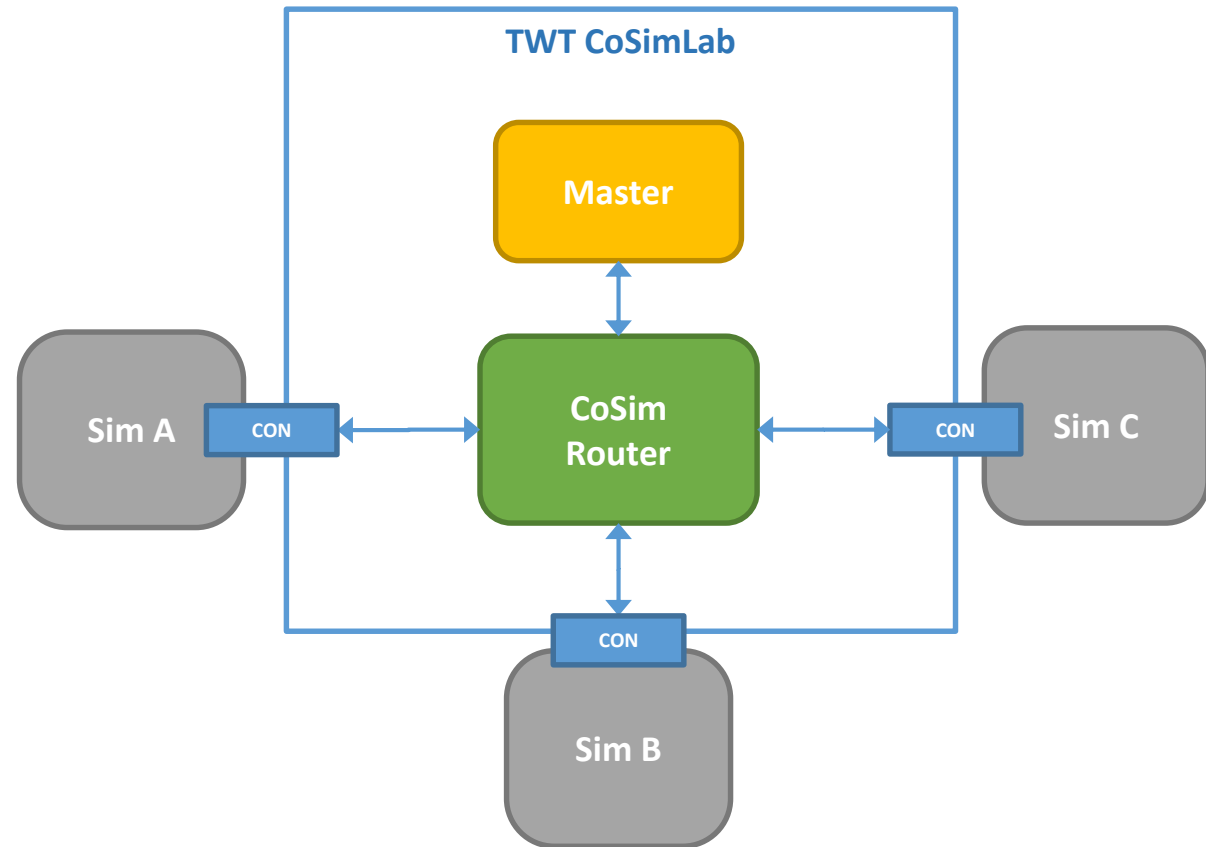 TWT CoSimLab
Master
Sim A
CON
CoSim
Router
CON
Sim C
CON
Sim B